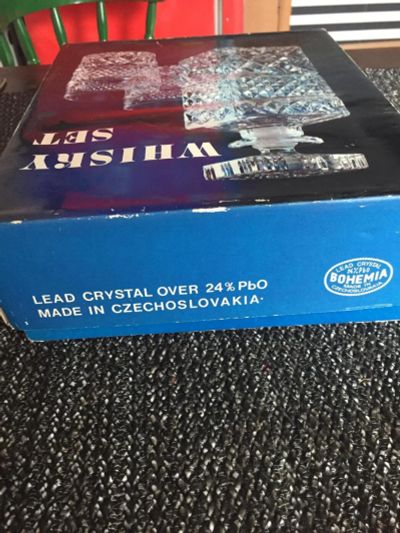 WHISKY
SET
LEAD CRYSTAL OVER 24% PbO
MADE IN CZECHOSLOVAKIA
LEAD CRYSTAL
24% PbO
BOHEMIA
MADE IN
CZECHOSLOVAKIA